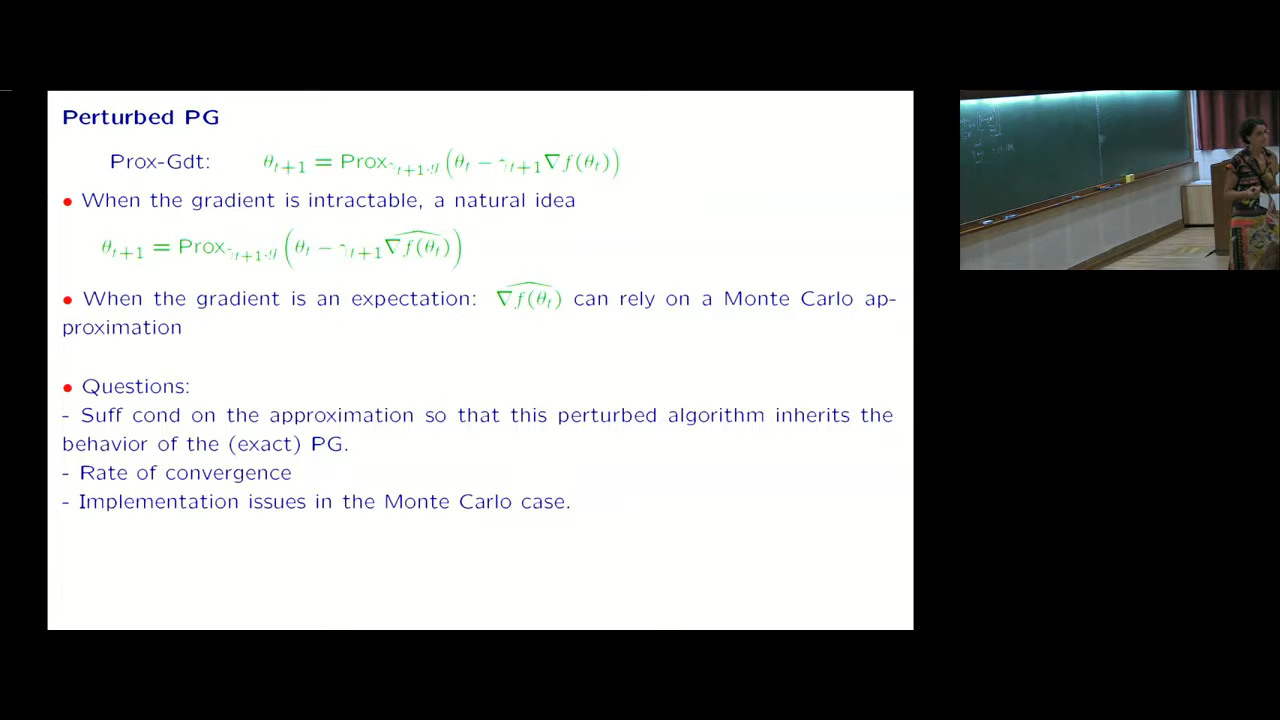 Perturbed PG
Prox-Gdt: θ_{t+1} = Prox_{γ_{t+1},g}(θ_t − γ_{t+1}∇f(θ_t))
• When the gradient is intractable, a natural idea
θ_{t+1} = Prox_{γ_{t+1},g}(θ_t − γ_{t+1}\widehat{∇f(θ_t)})
• When the gradient is an expectation: \widehat{∇f(θ_t)} can rely on a Monte Carlo ap-
proximation
• Questions:
- Suff cond on the approximation so that this perturbed algorithm inherits the
behavior of the (exact) PG.
- Rate of convergence
- Implementation issues in the Monte Carlo case.